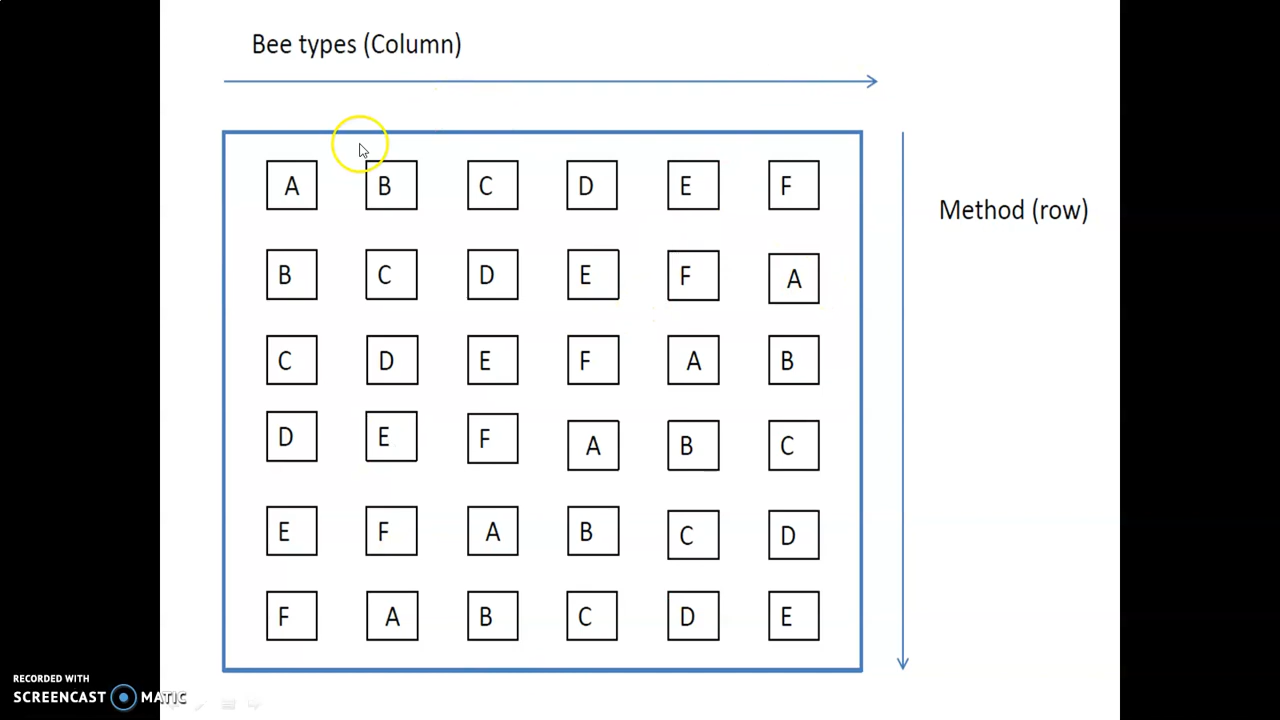 Bee types (Column)
A B C D E F
Method (row)
B C D E F A
C D E F A B
D E F A B C
E F A B C D
F A B C D E
RECORDED WITH
SCREENCAST MATIC